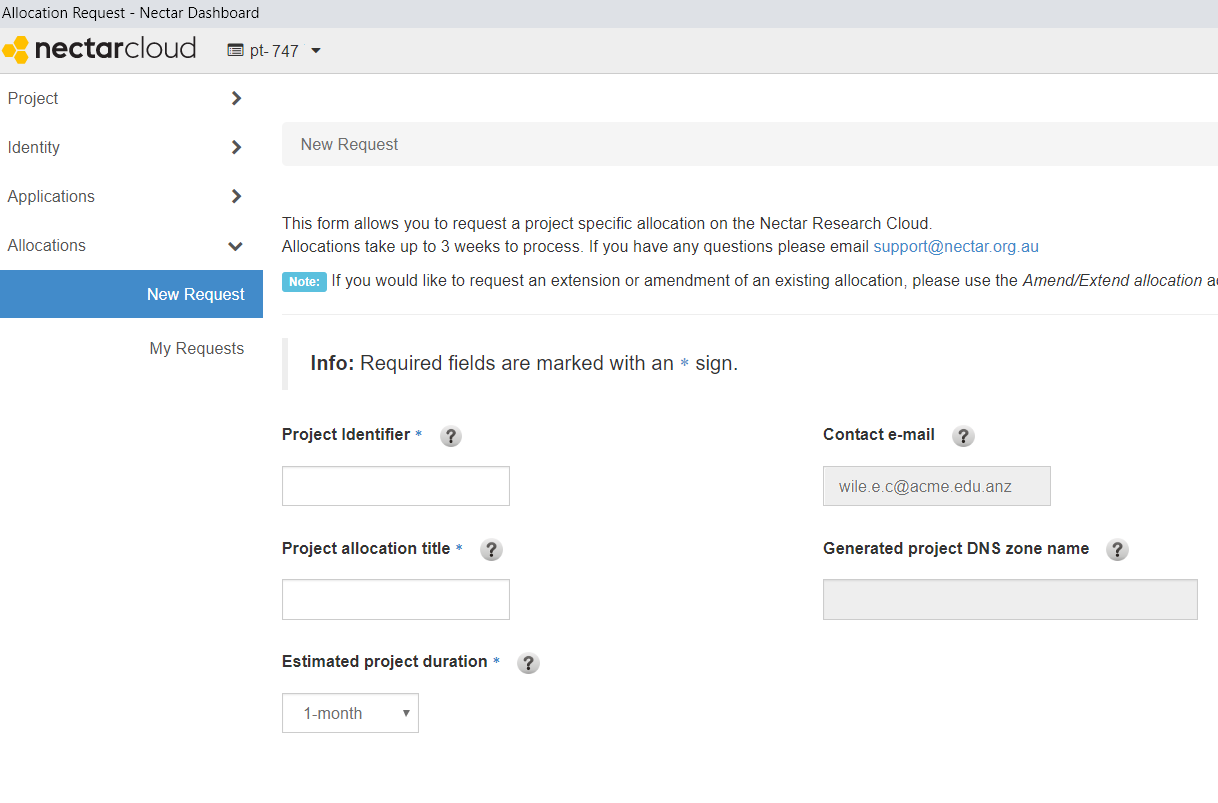 Allocation Request - Nectar Dashboard
nectarcloud pt- 747
Project
Identity
Applications
Allocations
New Request
My Requests
New Request
This form allows you to request a project specific allocation on the Nectar Research Cloud.
Allocations take up to 3 weeks to process. If you have any questions please email support@nectar.org.au
Note: If you would like to request an extension or amendment of an existing allocation, please use the Amend/Extend allocation
Info: Required fields are marked with an * sign.
Project Identifier * ?
Contact e-mail ?
wile.e.c@acme.edu.anz
Project allocation title * ?
Generated project DNS zone name ?
Estimated project duration * ?
1-month